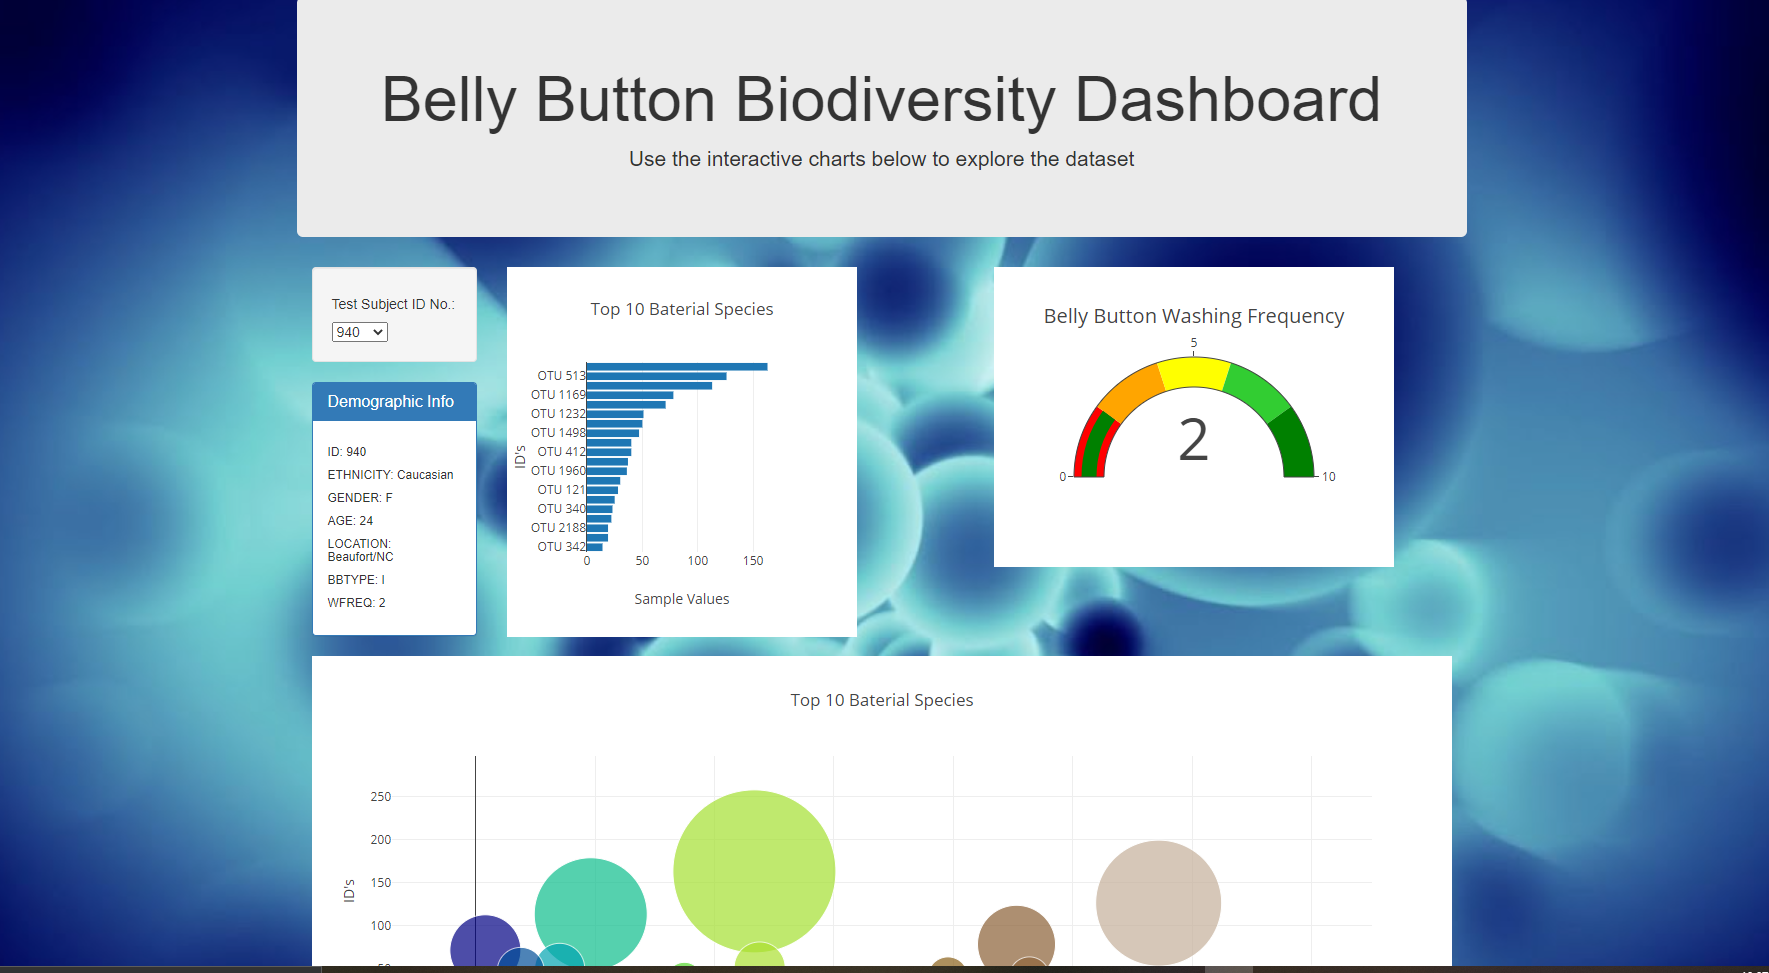 Belly Button Biodiversity Dashboard
Use the interactive charts below to explore the dataset
Test Subject ID No.:
940
Demographic Info
ID: 940
ETHNICITY: Caucasian
GENDER: F
AGE: 24
LOCATION:
Beaufort/NC
BBTYPE: I
WFREQ: 2
Top 10 Baterial Species
ID's
OTU 513
OTU 1169
OTU 1232
OTU 1498
OTU 412
OTU 1960
OTU 121
OTU 340
OTU 2188
OTU 342
0 50 100 150
Sample Values
Belly Button Washing Frequency
5
2
0 10
Top 10 Baterial Species
ID's
250
200
150
100